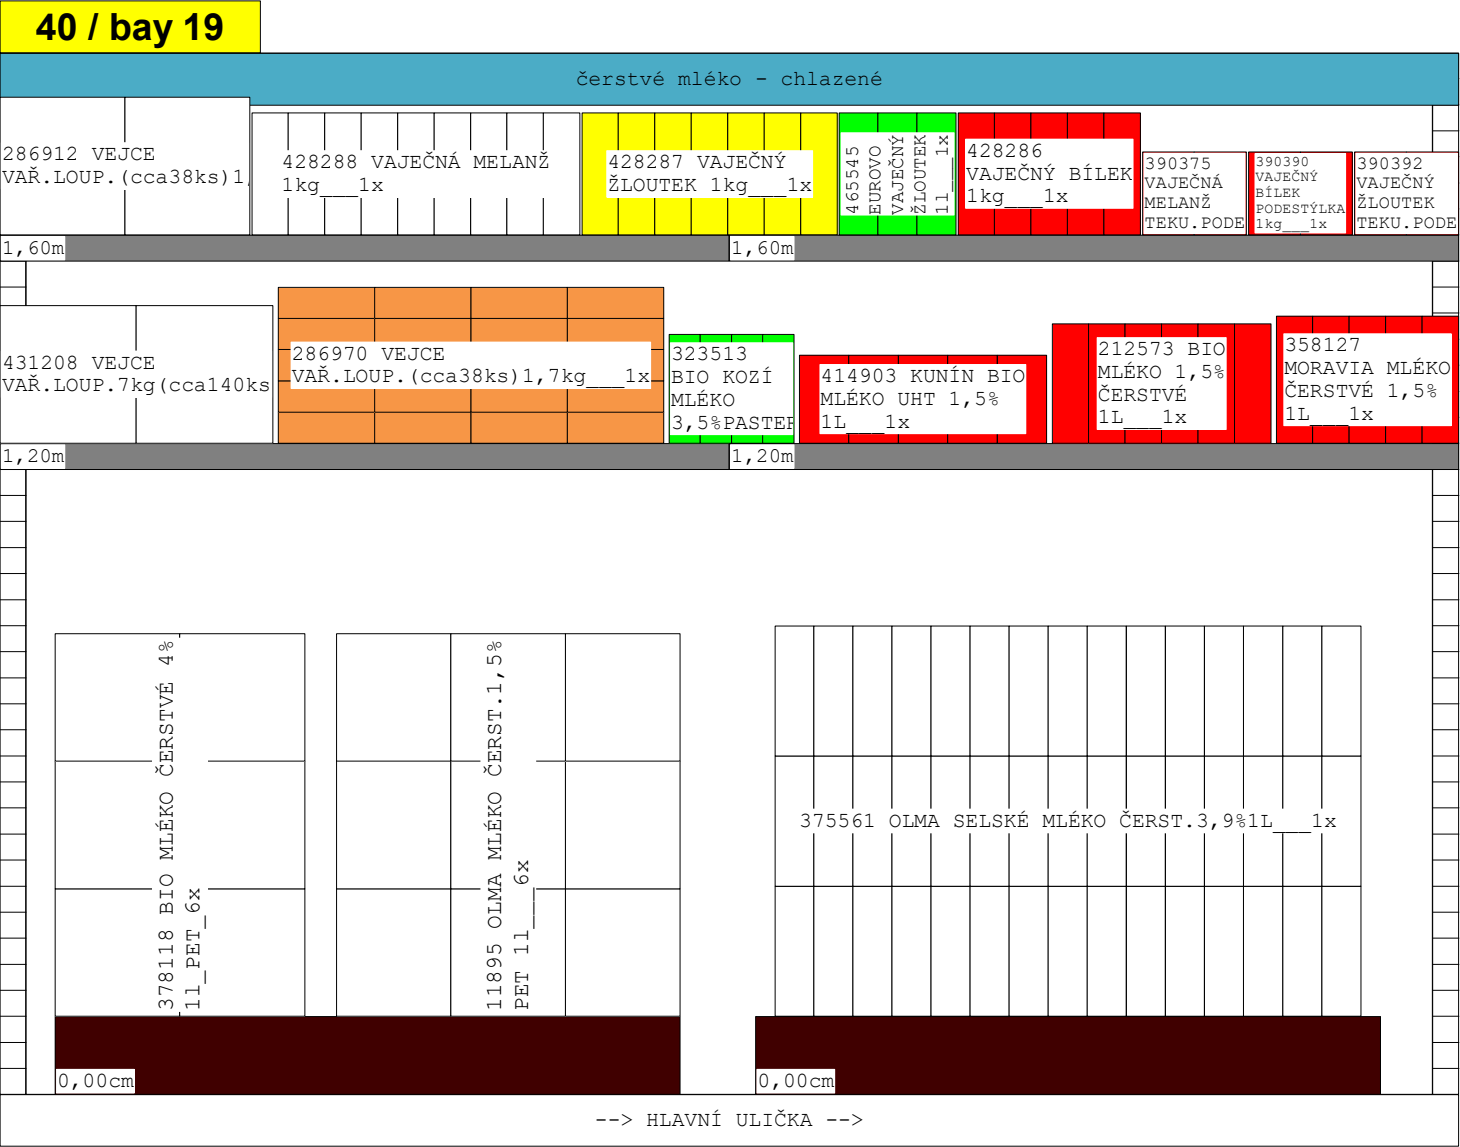 40 / bay 19
čerstvé mléko - chlazené
286912 VEJCE
VAŘ.LOUP.(cca38ks)1,
428288 VAJEČNÁ MELANŽ
1kg___1x
428287 VAJEČNÝ
ŽLOUTEK 1kg___1x
465545
EUROVO
VAJEČNÝ
ŽLOUTEK
1l___1x
428286
VAJEČNÝ BÍLEK
1kg___1x
390375
VAJEČNÁ
MELANŽ
TEKU.PODE
390390
VAJEČNÝ
BÍLEK
PODESTÝLKA
1kg___1x
390392
VAJEČNÝ
ŽLOUTEK
TEKU.PODE
1,60m
1,60m
431208 VEJCE
VAŘ.LOUP.7kg(cca140ks
286970 VEJCE
VAŘ.LOUP.(cca38ks)1,7kg___1x
323513
BIO KOZÍ
MLÉKO
3,5%PASTER
414903 KUNÍN BIO
MLÉKO UHT 1,5%
1L___1x
212573 BIO
MLÉKO 1,5%
ČERSTVÉ
1L___1x
358127
MORAVIA MLÉKO
ČERSTVÉ 1,5%
1L___1x
1,20m
1,20m
378118 BIO MLÉKO ČERSTVÉ 4%
1l_PET_6x
11895 OLMA MLÉKO ČERST.1,5%
PET 1l___6x
375561 OLMA SELSKÉ MLÉKO ČERST.3,9%1L___1x
0,00cm
0,00cm
--> HLAVNÍ ULIČKA -->